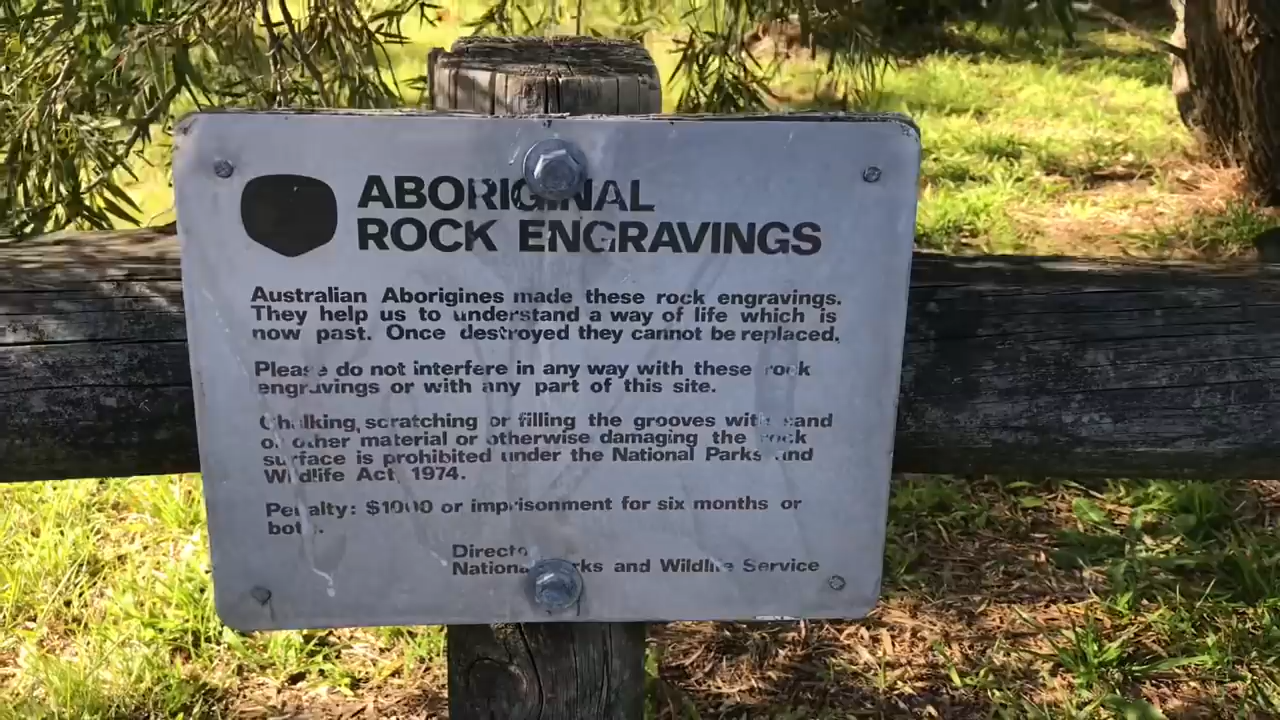 ABORIGINAL
ROCK ENGRAVINGS
Australian Aborigines made these rock engravings.
They help us to understand a way of life which is
now past. Once destroyed they cannot be replaced.
Please do not interfere in any way with these rock
engravings or with any part of this site.
Chalking, scratching or filling the grooves with sand
or other material or otherwise damaging the rock
surface is prohibited under the National Parks and
Wildlife Act, 1974.
Penalty: $1000 or imprisonment for six months or
both.
Director
National Parks and Wildlife Service